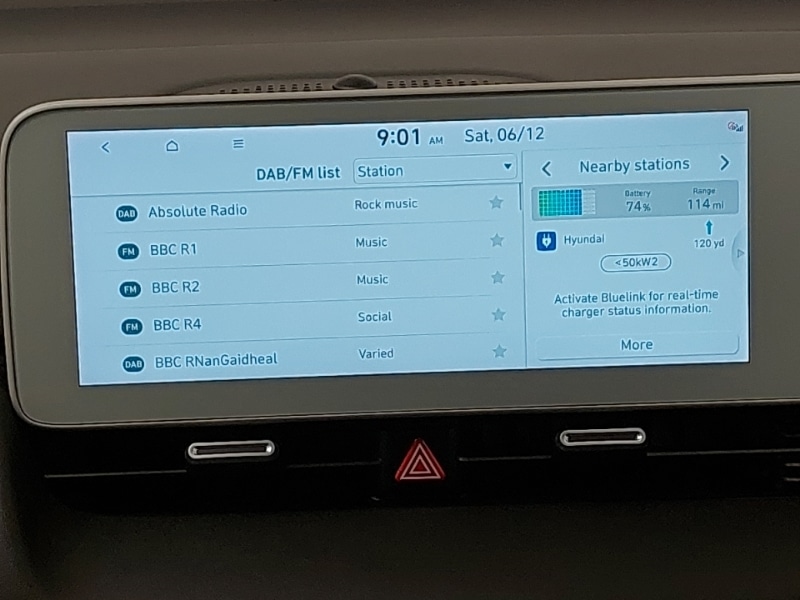 9:01 AM Sat, 06/12
DAB/FM list Station
DAB Absolute Radio Rock music
FM BBC R1 Music
FM BBC R2 Music
FM BBC R4 Social
DAB BBC RNanGaidheal Varied
Nearby stations
Battery Range
74% 114 mi
Hyundai
120 yd
<50kW2
Activate Bluelink for real-time
charger status information.
More